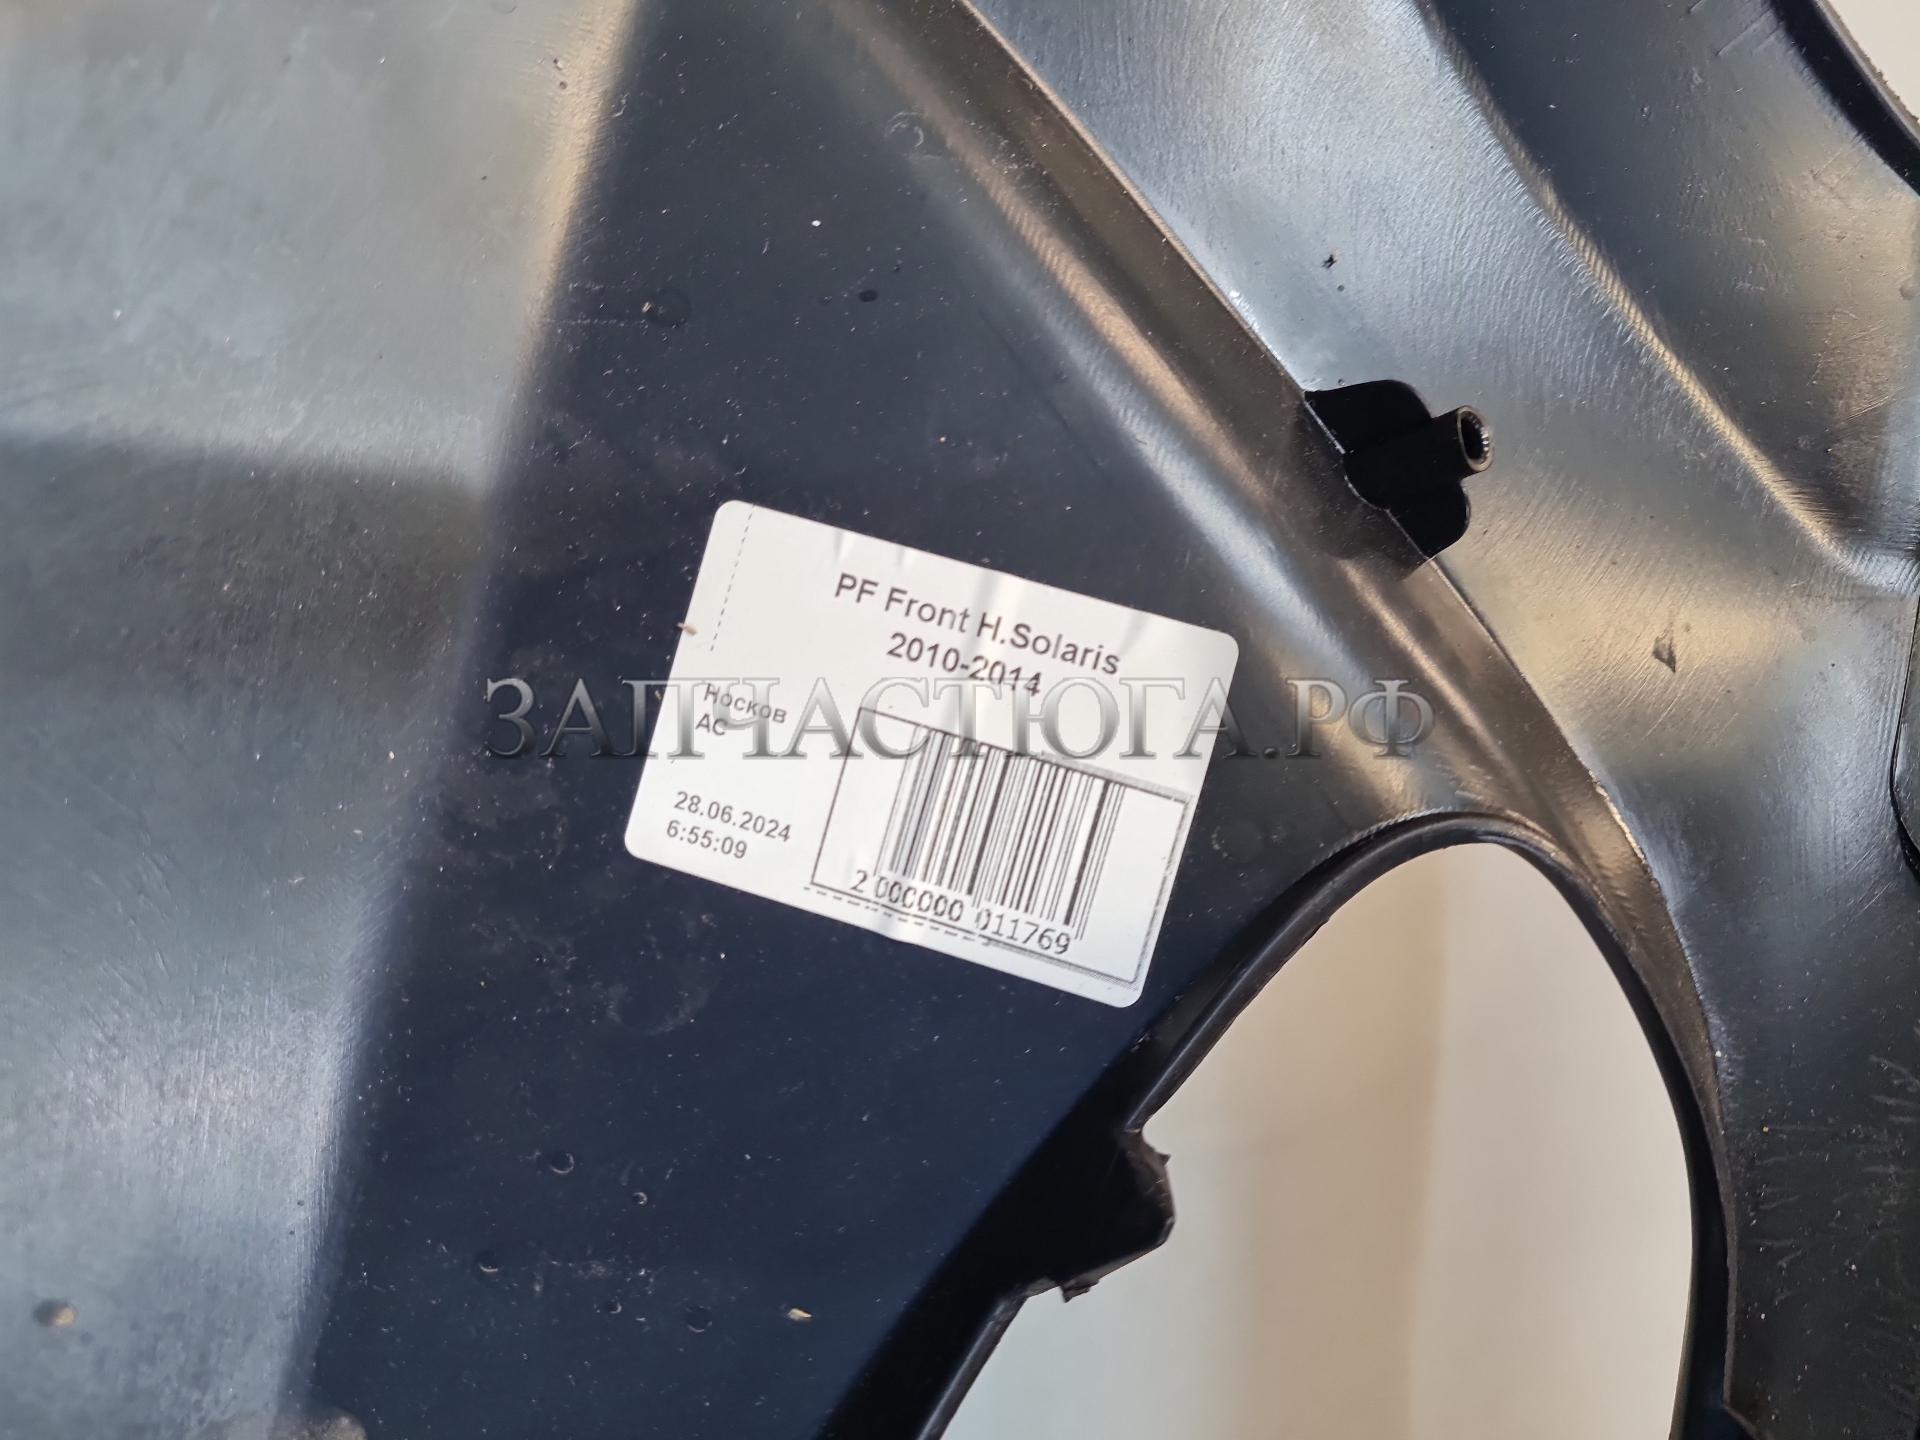 PF Front H.Solaris
2010-2014
Носков
АС
28.06.2024
6:55:09
2 000000 011769
ЗАПЧАСТЮГА.РФ